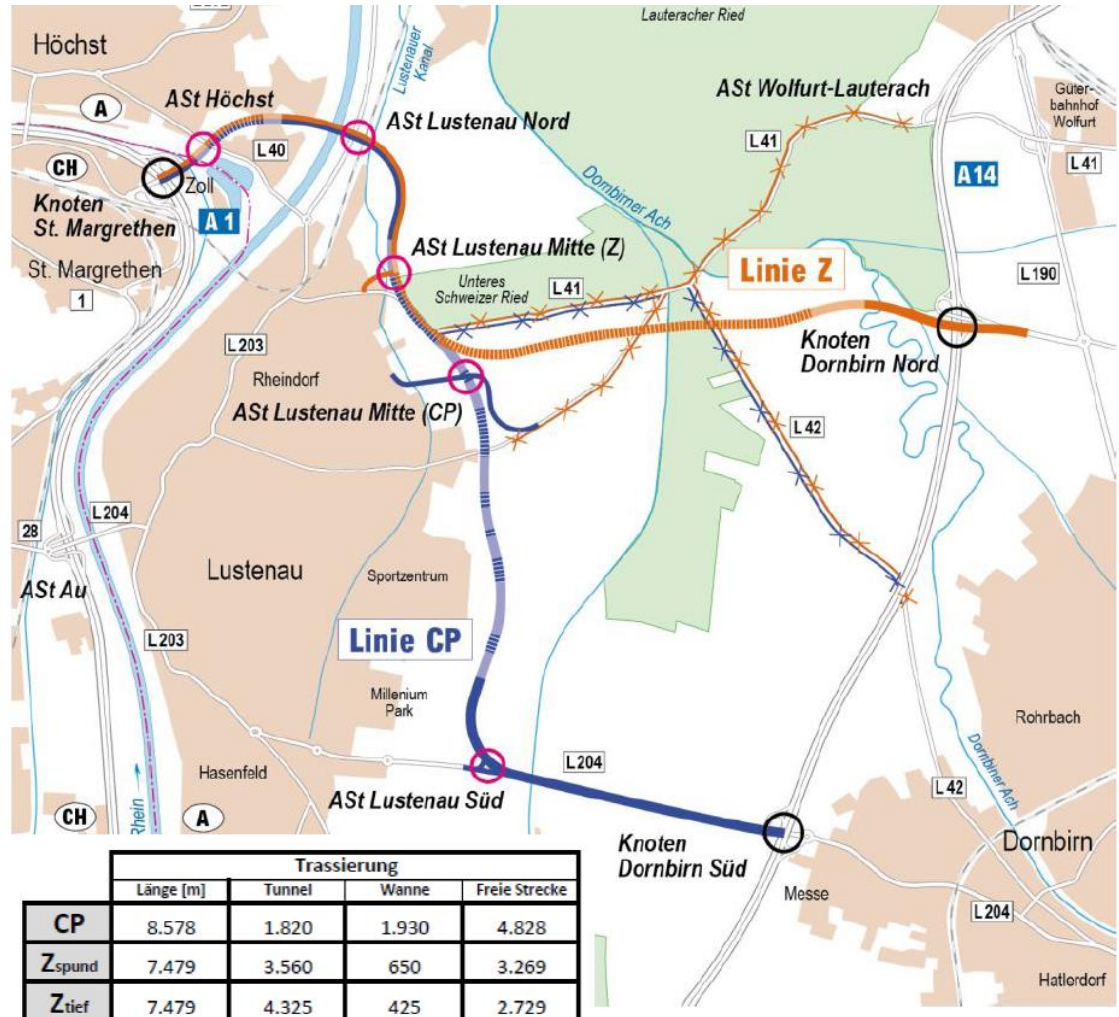 Lauteracher Ried
Höchst
Lustenauer
Kanal
ASt Höchst
ASt Wolfurt-Lauterach
Güter-
bahnhof
Wolfurt
A
ASt Lustenau Nord
L 41
L 40
L 41
CH
Zoll
A 14
Dornbirner Ach
Knoten
St. Margrethen
A 1
ASt Lustenau Mitte (Z)
St. Margrethen
Unteres
Schweizer Ried
L 41
Linie Z
L 190
1
L 203
Knoten
Dornbirn Nord
Rheindorf
ASt Lustenau Mitte (CP)
L 42
L 204
28
Lustenau
Sportzentrum
ASt Au
L 203
Linie CP
Millenium
Park
Rohrbach
Hasenfeld
L 204
Dornbirner Ach
L 42
CH
A
Rhein
ASt Lustenau Süd
Knoten
Dornbirn Süd
Dornbirn
Messe
L 204
Hatlerdorf
Trassierung
Länge [m] Tunnel Wanne Freie Strecke
CP 8.578 1.820 1.930 4.828
Zspund 7.479 3.560 650 3.269
Ztief 7.479 4.325 425 2.729